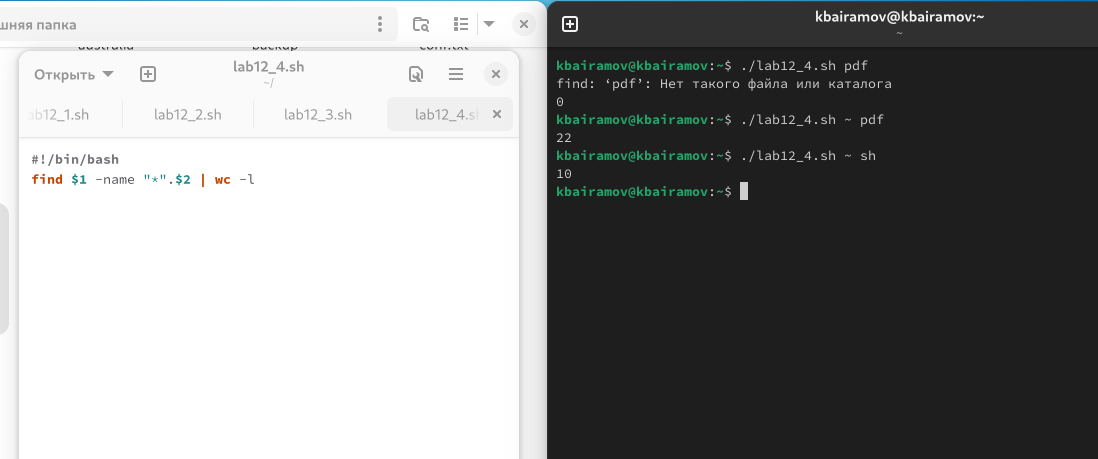 шняя папка
australia
backup
conf.txt
Открыть
lab12_4.sh
~/
ab12_1.sh
lab12_2.sh
lab12_3.sh
lab12_4.sh
#!/bin/bash
find $1 -name "*".$2 | wc -l
kbairamov@kbairamov:~
~
kbairamov@kbairamov:~$ ./lab12_4.sh pdf
find: ‘pdf’: Нет такого файла или каталога
0
kbairamov@kbairamov:~$ ./lab12_4.sh ~ pdf
22
kbairamov@kbairamov:~$ ./lab12_4.sh ~ sh
10
kbairamov@kbairamov:~$